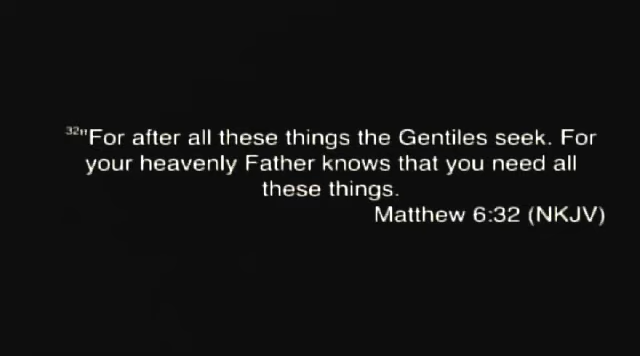 ³²"For after all these things the Gentiles seek. For
your heavenly Father knows that you need all
these things.
Matthew 6:32 (NKJV)